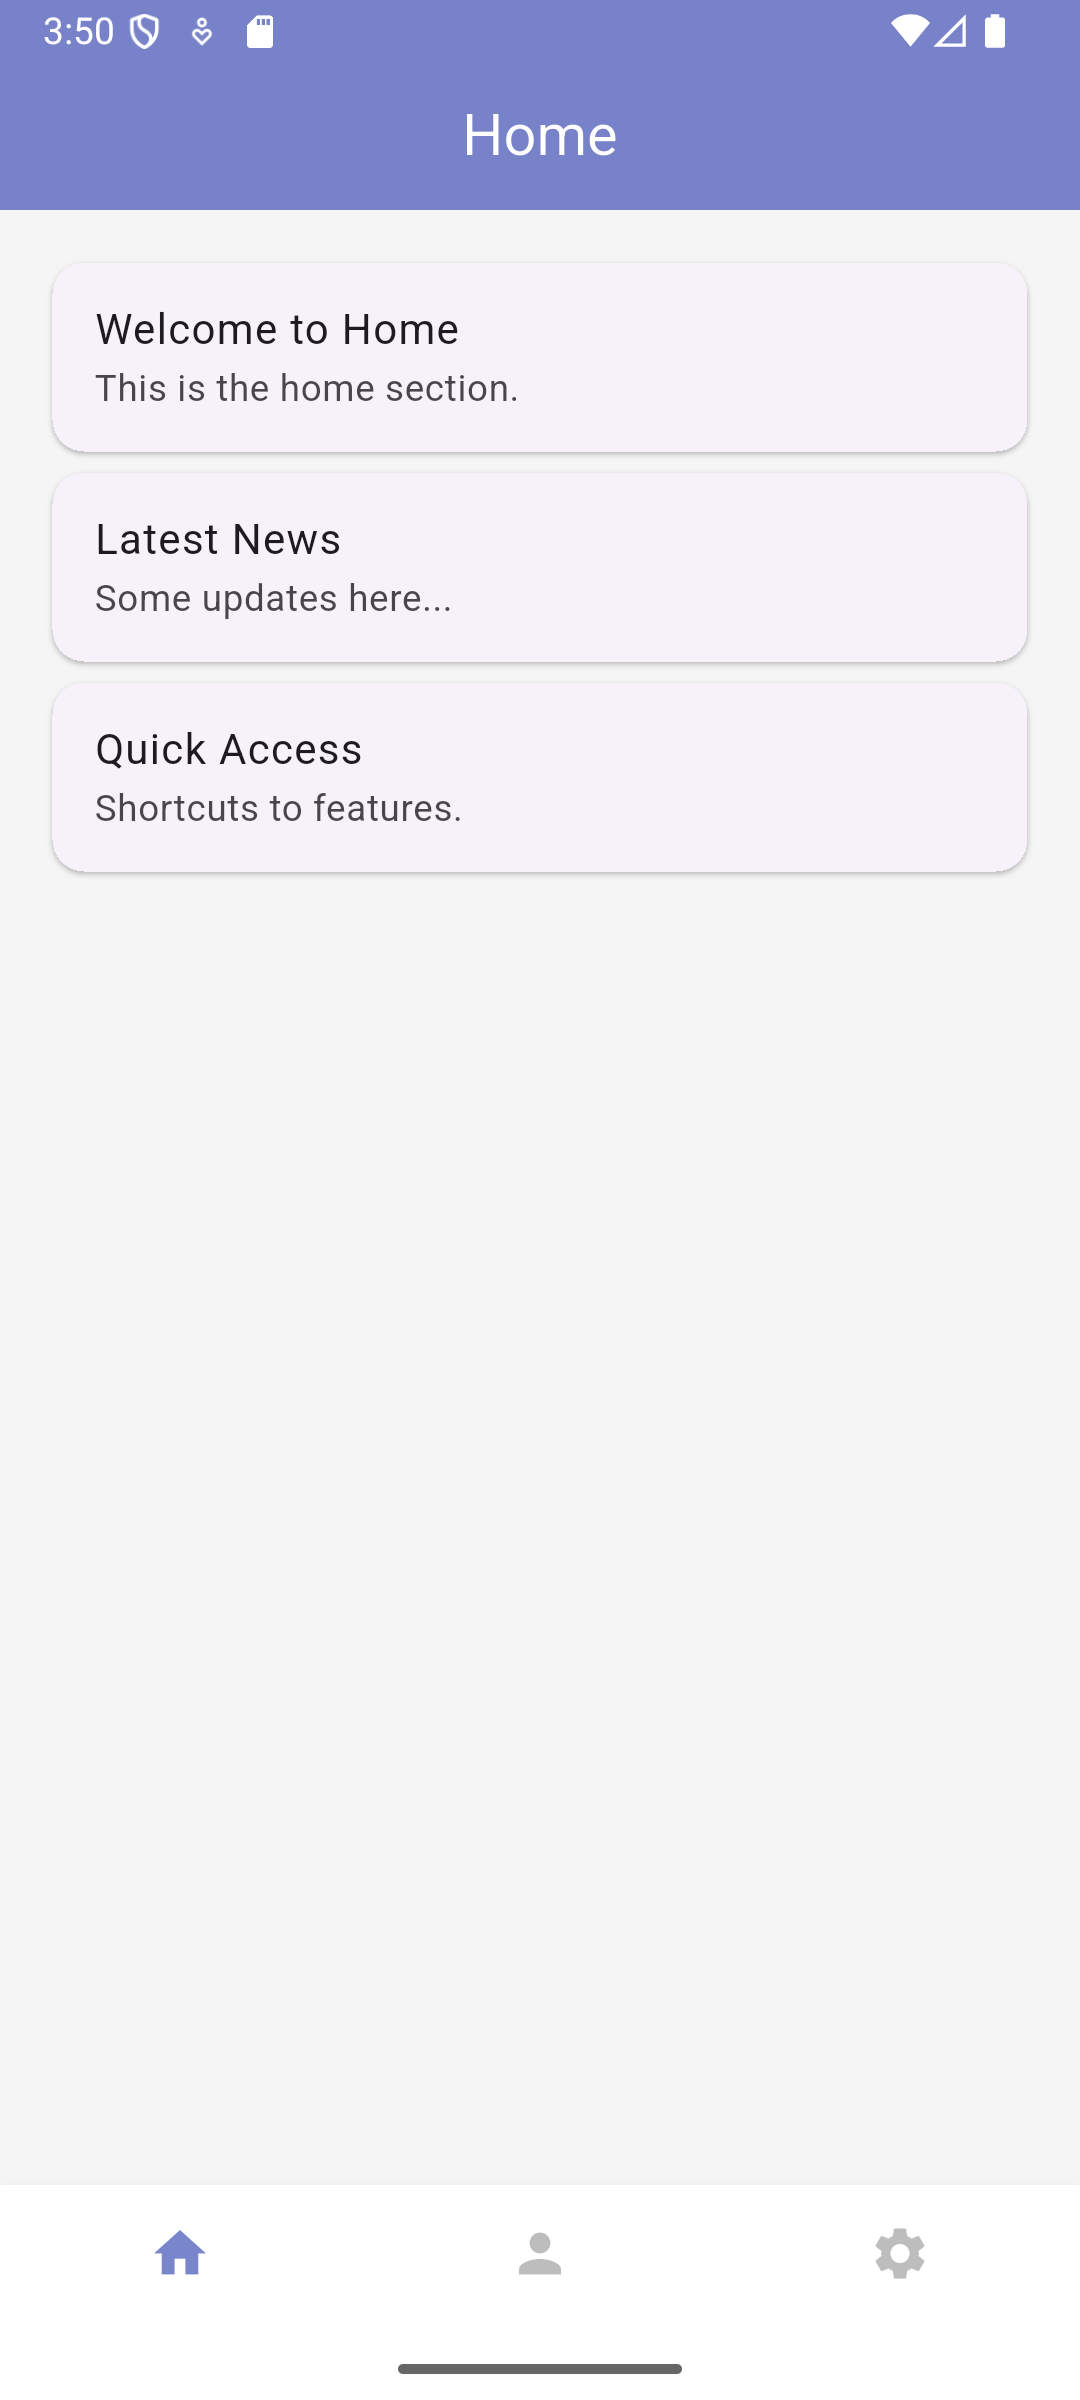 3:50
Home
Welcome to Home
This is the home section.
Latest News
Some updates here...
Quick Access
Shortcuts to features.